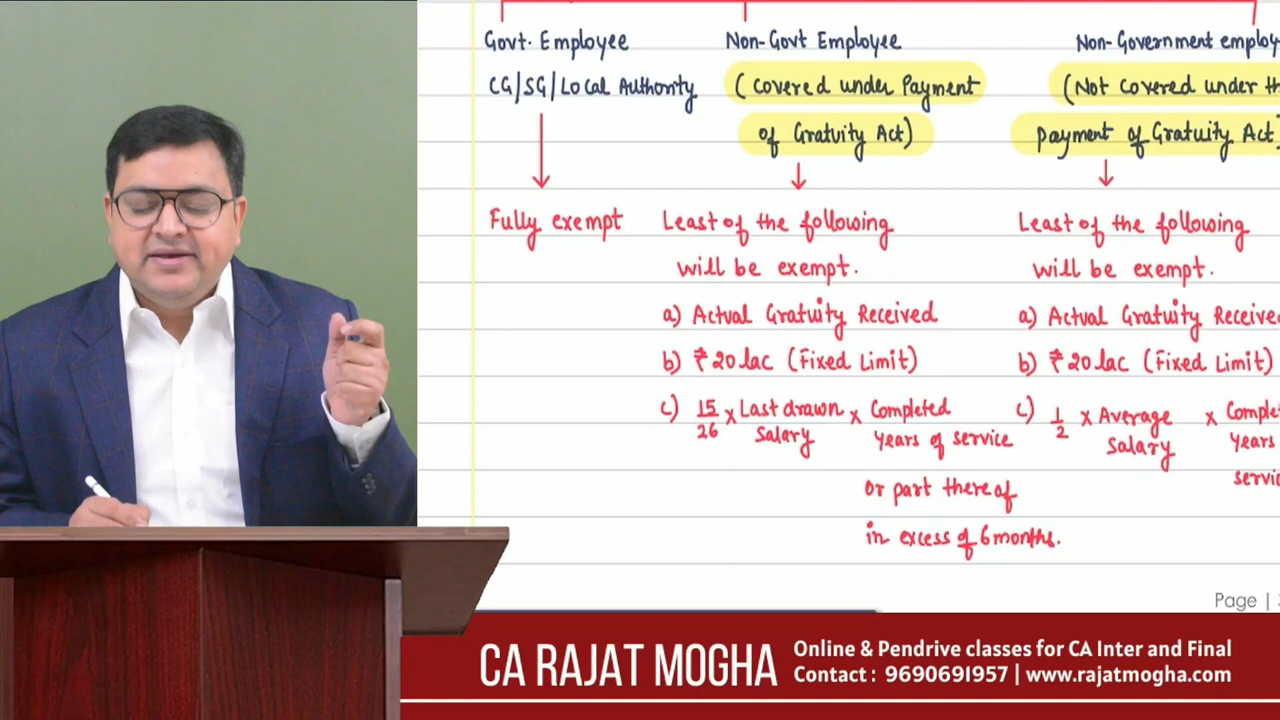 Govt. Employee
CG/SG/Local Authority
Fully exempt
Non-Govt Employee
(Covered under Payment
of Gratuity Act)
Least of the following
will be exempt.
a) Actual Gratuity Received
b) ₹20 lac (Fixed Limit)
c) 15/26 x Last drawn Salary x Completed years of service
or part there of
in excess of 6 months.
Non-Government employ
(Not covered under th
payment of Gratuity Act)
Least of the following
will be exempt.
a) Actual Gratuity Receive
b) ₹20 lac (Fixed Limit)
c) 1/2 x Average Salary x Comple years servi
Page | 3
CA RAJAT MOGHA
Online & Pendrive classes for CA Inter and Final
Contact : 9690691957 | www.rajatmogha.com